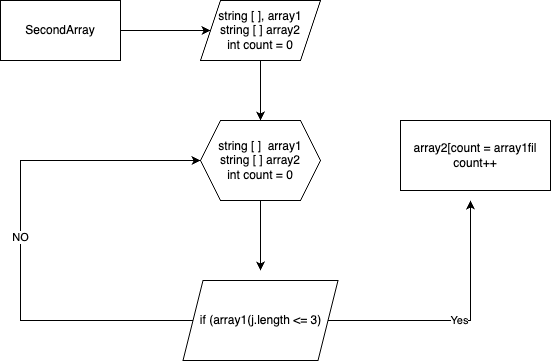 SecondArray
string [ ], array1
string [ ] array2
int count = 0
string [ ]  array1
string [ ] array2
int count = 0
array2[count = array1fil
count++
NO
if (array1(j.length <= 3)
Yes